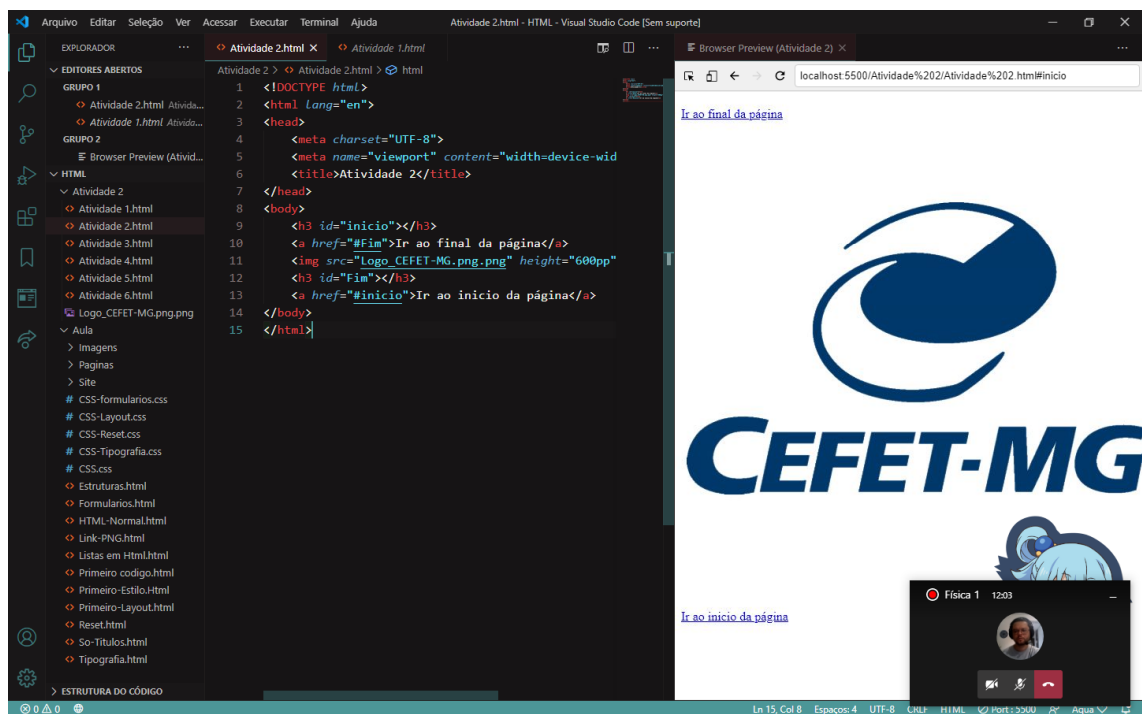 Arquivo Editar Seleção Ver Acessar Executar Terminal Ajuda
Atividade 2.html - HTML - Visual Studio Code [Sem suporte]
EXPLORADOR
EDITORES ABERTOS
GRUPO 1
Atividade 2.html Ativida...
Atividade 1.html Ativida...
GRUPO 2
Browser Preview (Ativid...
HTML
Atividade 2
Atividade 1.html
Atividade 2.html
Atividade 3.html
Atividade 4.html
Atividade 5.html
Atividade 6.html
Logo_CEFET-MG.png.png
Aula
Imagens
Paginas
Site
CSS-formularios.css
CSS-Layout.css
CSS-Reset.css
CSS-Tipografia.css
CSS.css
Estruturas.html
Formularios.html
HTML-Normal.html
Link-PNG.html
Listas em Html.html
Primeiro codigo.html
Primeiro-Estilo.Html
Primeiro-Layout.html
Reset.html
So-Titulos.html
Tipografia.html
ESTRUTURA DO CÓDIGO
Atividade 2.html
Atividade 1.html
Atividade 2 > Atividade 2.html > html
1 <!DOCTYPE html>
2 <html lang="en">
3 <head>
4 <meta charset="UTF-8">
5 <meta name="viewport" content="width=device-wid
6 <title>Atividade 2</title>
7 </head>
8 <body>
9 <h3 id="inicio"></h3>
10 <a href="#Fim">Ir ao final da página</a>
11 <img src="Logo_CEFET-MG.png.png" height="600pp"
12 <h3 id="Fim"></h3>
13 <a href="#inicio">Ir ao inicio da página</a>
14 </body>
15 </html>
Browser Preview (Atividade 2)
localhost:5500/Atividade%202/Atividade%202.html#inicio
Ir ao final da página
CEFET-MG
Ir ao inicio da página
Física 1 12:03
0 0
Ln 15, Col 8 Espaços: 4 UTF-8 CRLF HTML Port : 5500 Aqua